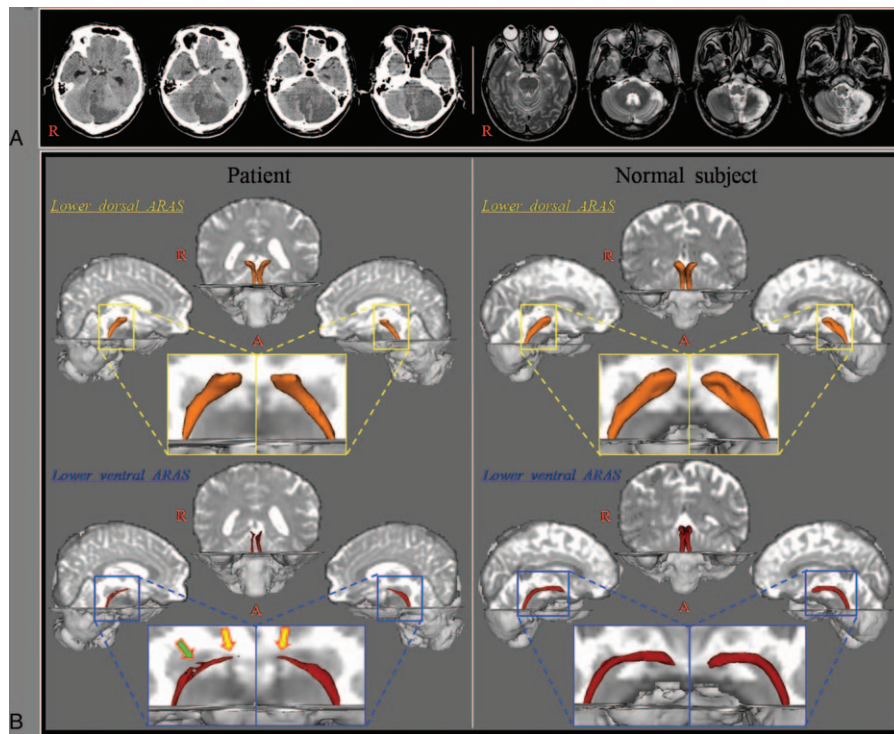 R
R
A
Patient
Normal subject
Lower dorsal ARAS
Lower dorsal ARAS
R
R
A
A
Lower ventral ARAS
Lower ventral ARAS
R
R
A
A
B